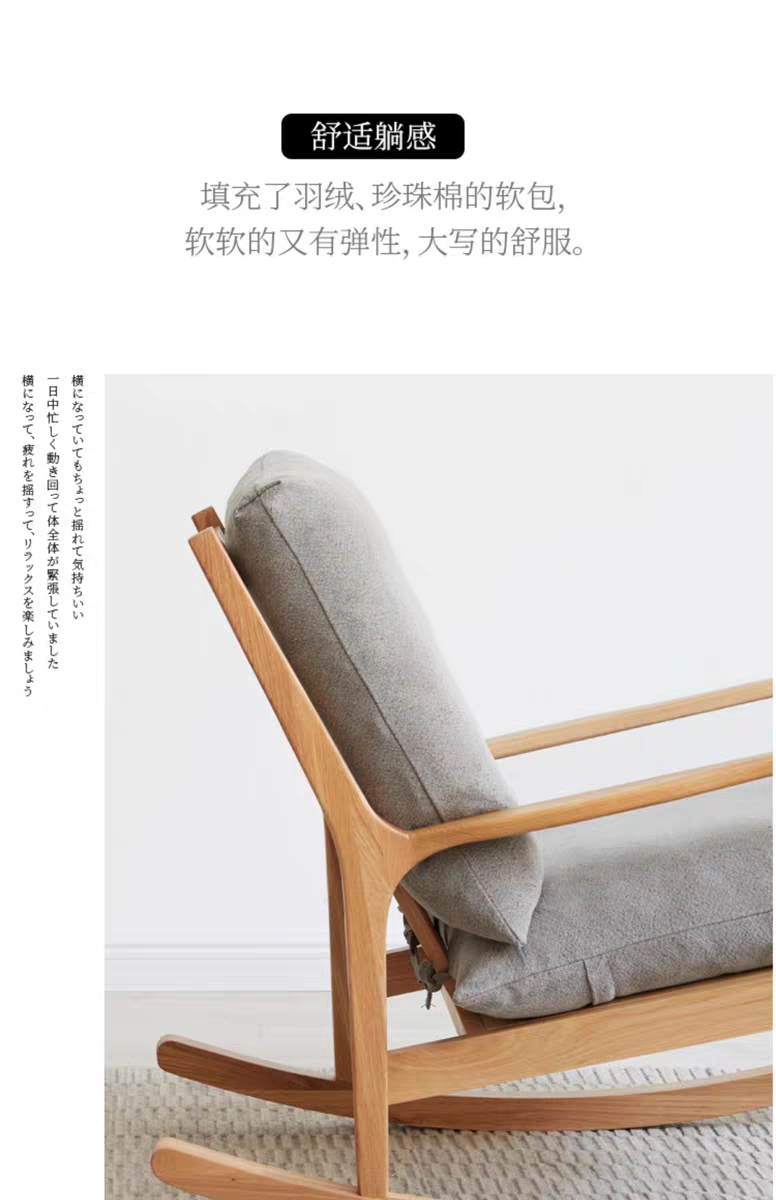 舒适躺感
填充了羽绒、珍珠棉的软包，
软软的又有弹性，大写的舒服。
横になっていてもちょっと揺れて気持ちいい
一日中忙しく動き回って体全体が緊張していました
横になって、疲れを揺すって、リラックスを楽しみましょう